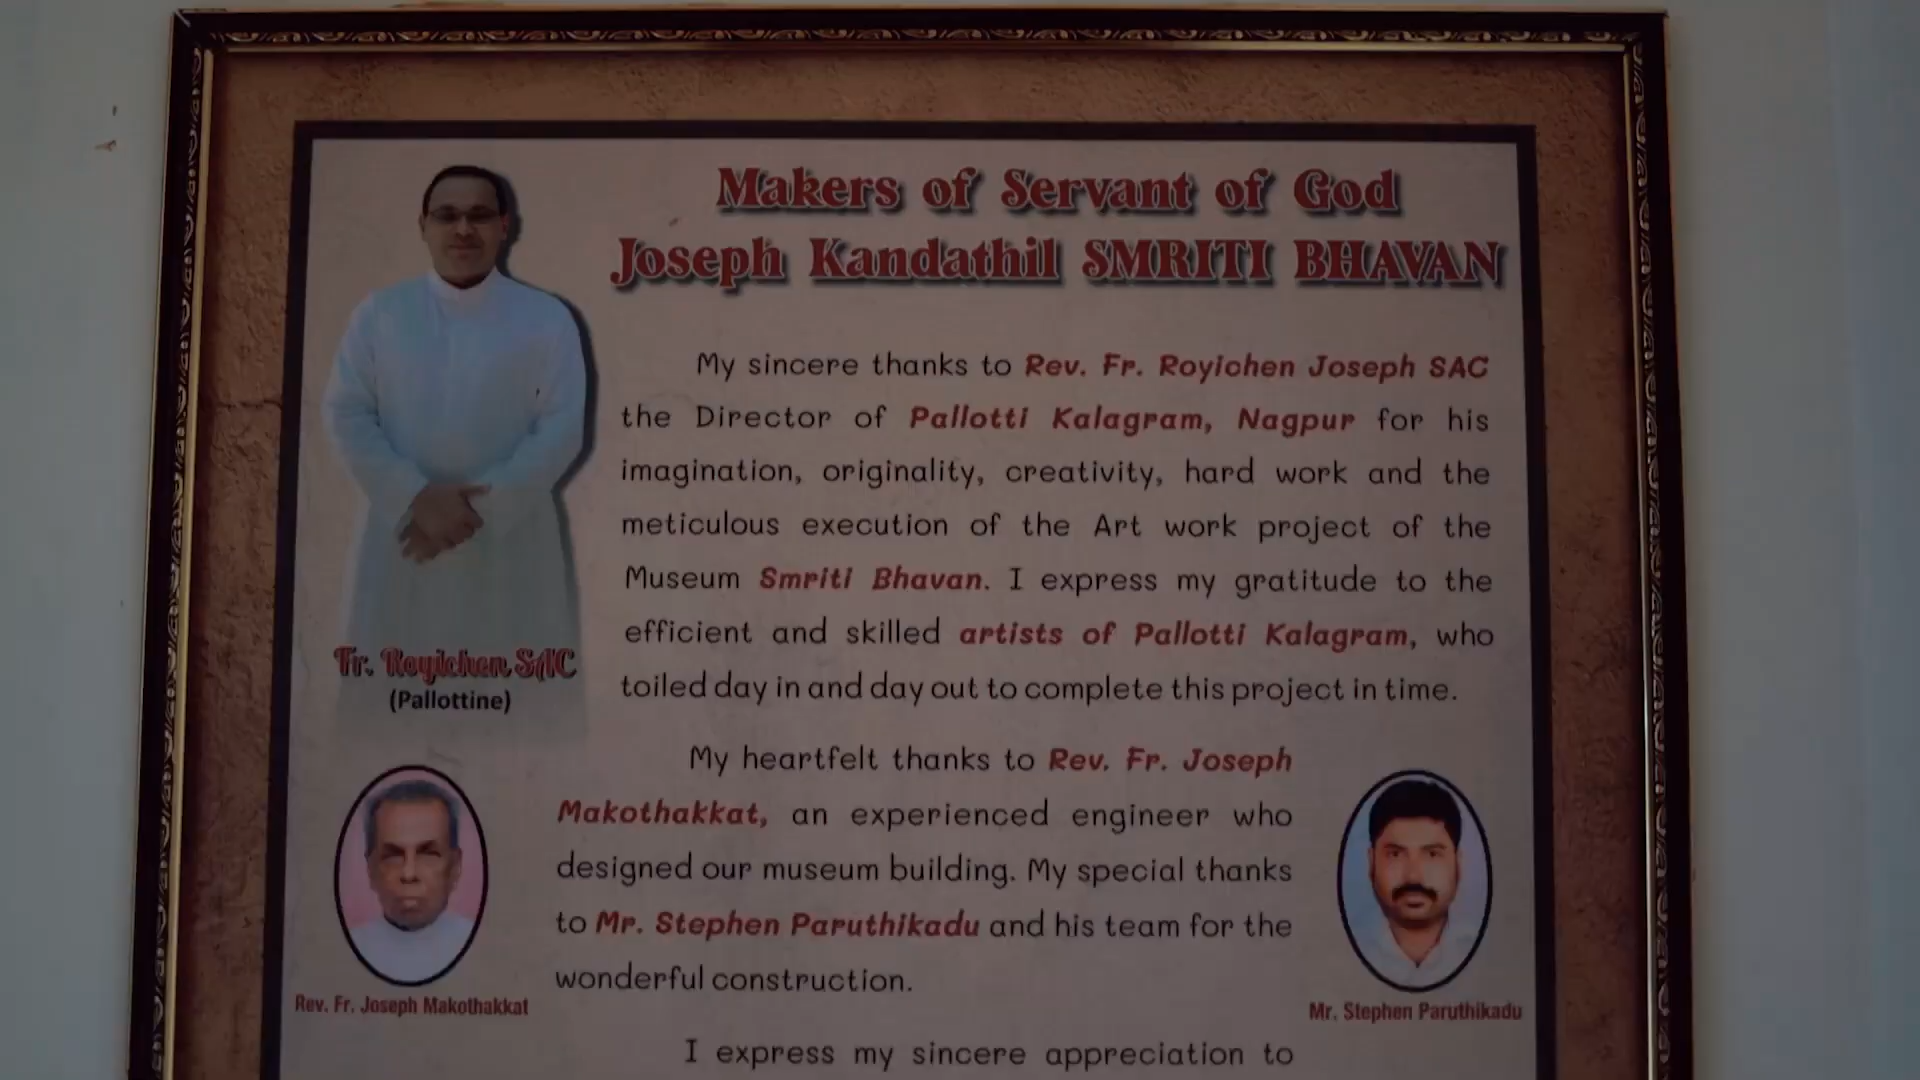 Makers of Servant of God
Joseph Kandathil SMRITI BHAVAN
My sincere thanks to Rev. Fr. Royichen Joseph SAC
the Director of Pallotti Kalagram, Nagpur for his
imagination, originality, creativity, hard work and the
meticulous execution of the Art work project of the
Museum Smriti Bhavan. I express my gratitude to the
efficient and skilled artists of Pallotti Kalagram, who
toiled day in and day out to complete this project in time.
Fr. Royichen SAC
(Pallottine)
My heartfelt thanks to Rev. Fr. Joseph
Makothakkat, an experienced engineer who
designed our museum building. My special thanks
to Mr. Stephen Paruthikadu and his team for the
wonderful construction.
Rev. Fr. Joseph Makothakkat
Mr. Stephen Paruthikadu
I express my sincere appreciation to